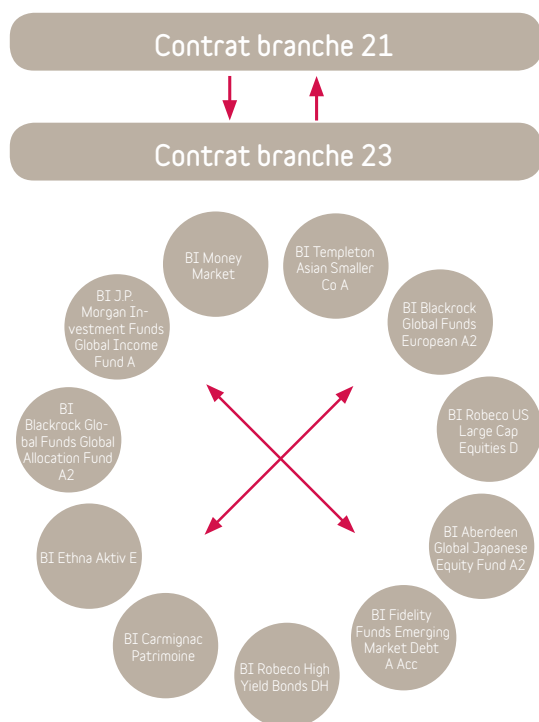 Contrat branche 21
Contrat branche 23
BI Money
Market
BI Templeton
Asian Smaller
Co A
BI Blackrock
Global Funds
European A2
BI Robeco US
Large Cap
Equities D
BI Aberdeen
Global Japanese
Equity Fund A2
BI Fidelity
Funds Emerging
Market Debt
A Acc
BI Robeco High
Yield Bonds DH
BI Carmignac
Patrimoine
BI Ethna Aktiv E
BI
Blackrock Glo-
bal Funds Global
Allocation Fund
A2
BI J.P.
Morgan In-
vestment Funds
Global Income
Fund A